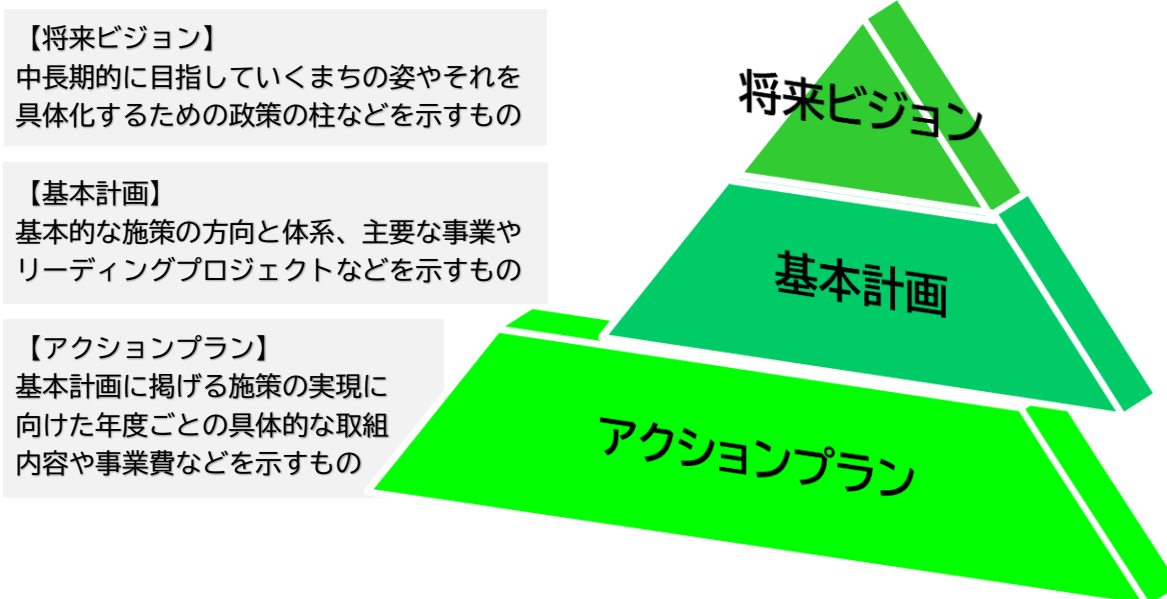 【将来ビジョン】
中長期的に目指していくまちの姿やそれを
具体化するための政策の柱などを示すもの
【基本計画】
基本的な施策の方向と体系、主要な事業や
リーディングプロジェクトなどを示すもの
【アクションプラン】
基本計画に掲げる施策の実現に
向けた年度ごとの具体的な取組
内容や事業費などを示すもの
将来ビジョン
基本計画
アクションプラン